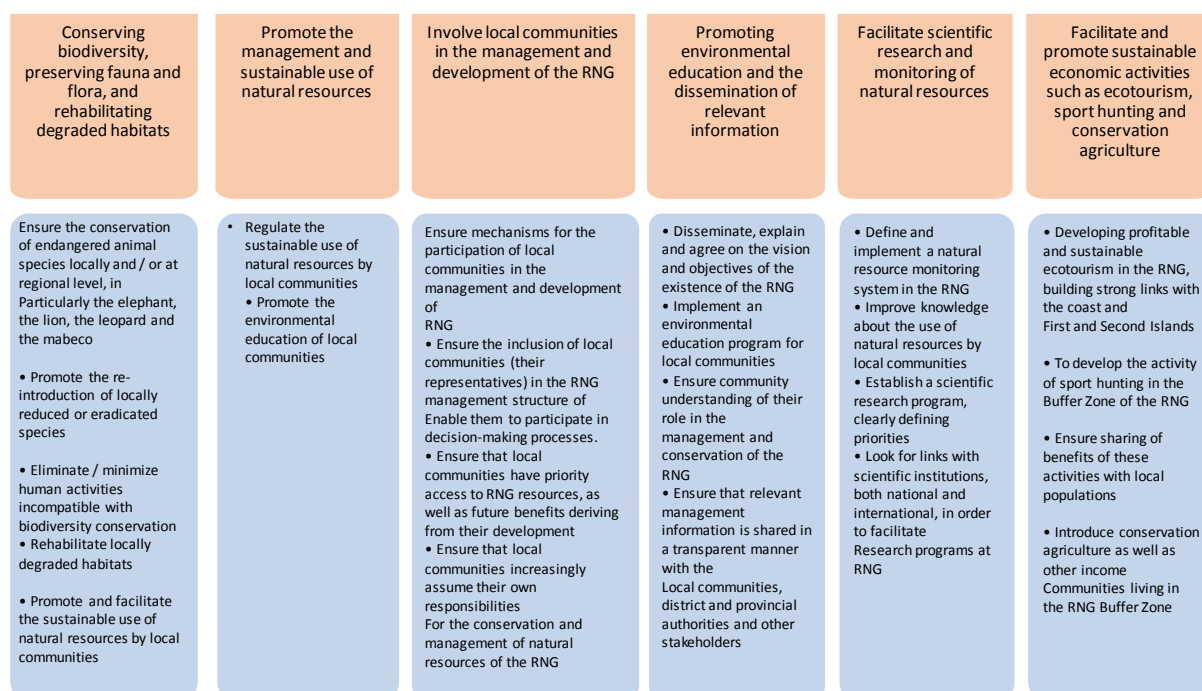 Conserving
biodiversity,
preserving fauna and
flora, and
rehabilitating
degraded habitats
Promote the
management and
sustainable use of
natural resources
Involve local communities
in the management and
development of the RNG
Promoting
environmental
education and the
dissemination of
relevant
information
Facilitate scientific
research and
monitoring of
natural resources
Facilitate and
promote sustainable
economic activities
such as ecotourism,
sport hunting and
conservation
agriculture
Ensure the conservation
of endangered animal
species locally and / or at
regional level, in
Particularly the elephant,
the lion, the leopard and
the mabeco
• Promote the re-
introduction of locally
reduced or eradicated
species
• Eliminate / minimize
human activities
incompatible with
biodiversity conservation
• Rehabilitate locally
degraded habitats
• Promote and facilitate
the sustainable use of
natural resources by local
communities
• Regulate the
sustainable use of
natural resources by
local communities
• Promote the
environmental
education of local
communities
Ensure mechanisms for the
participation of local
communities in the
management and development
of
RNG
• Ensure the inclusion of local
communities (their
representatives) in the RNG
management structure of
Enable them to participate in
decision-making processes.
• Ensure that local
communities have priority
access to RNG resources, as
well as future benefits deriving
from their development
• Ensure that local
communities increasingly
assume their own
responsibilities
For the conservation and
management of natural
resources of the RNG
• Disseminate, explain
and agree on the vision
and objectives of the
existence of the RNG
• Implement an
environmental
education program for
local communities
• Ensure community
understanding of their
role in the
management and
conservation of the
RNG
• Ensure that relevant
management
information is shared in
a transparent manner
with the
Local communities,
district and provincial
authorities and other
stakeholders
• Define and
implement a natural
resource monitoring
system in the RNG
• Improve knowledge
about the use of
natural resources by
local communities
• Establish a scientific
research program,
clearly defining
priorities
• Look for links with
scientific institutions,
both national and
international, in order
to facilitate
Research programs at
RNG
• Developing profitable
and sustainable
ecotourism in the RNG,
building strong links with
the coast and
First and Second Islands
• To develop the activity
of sport hunting in the
Buffer Zone of the RNG
• Ensure sharing of
benefits of these
activities with local
populations
• Introduce conservation
agriculture as well as
other income
Communities living in
the RNG Buffer Zone